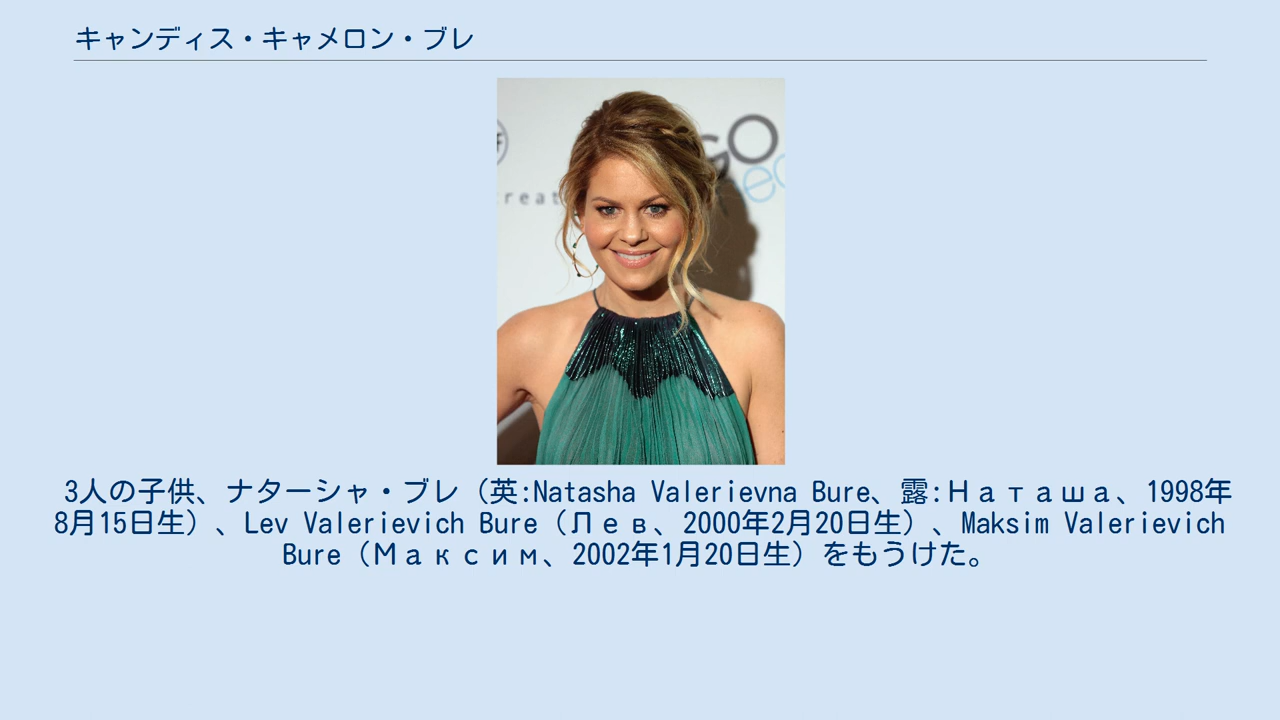 キャンディス・キャメロン・ブレ
GO
reat
3人の子供、ナターシャ・ブレ（英:Natasha Valerievna Bure、露:Наташа、1998年
8月15日生）、Lev Valerievich Bure（Лев、2000年2月20日生）、Maksim Valerievich
Bure（Максим、2002年1月20日生）をもうけた。